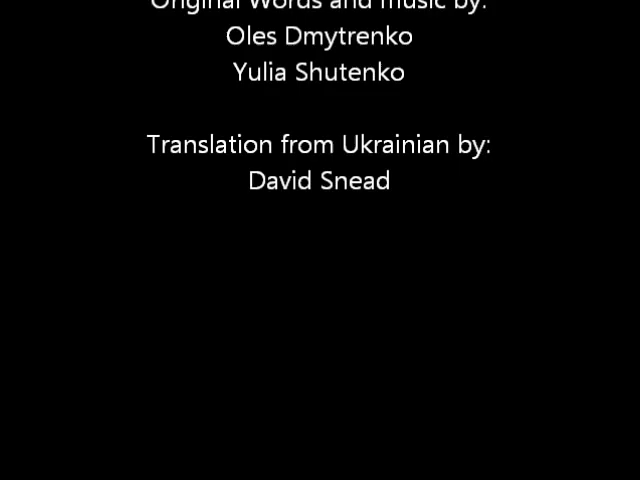 Original Words and music by:
Oles Dmytrenko
Yulia Shutenko
Translation from Ukrainian by:
David Snead